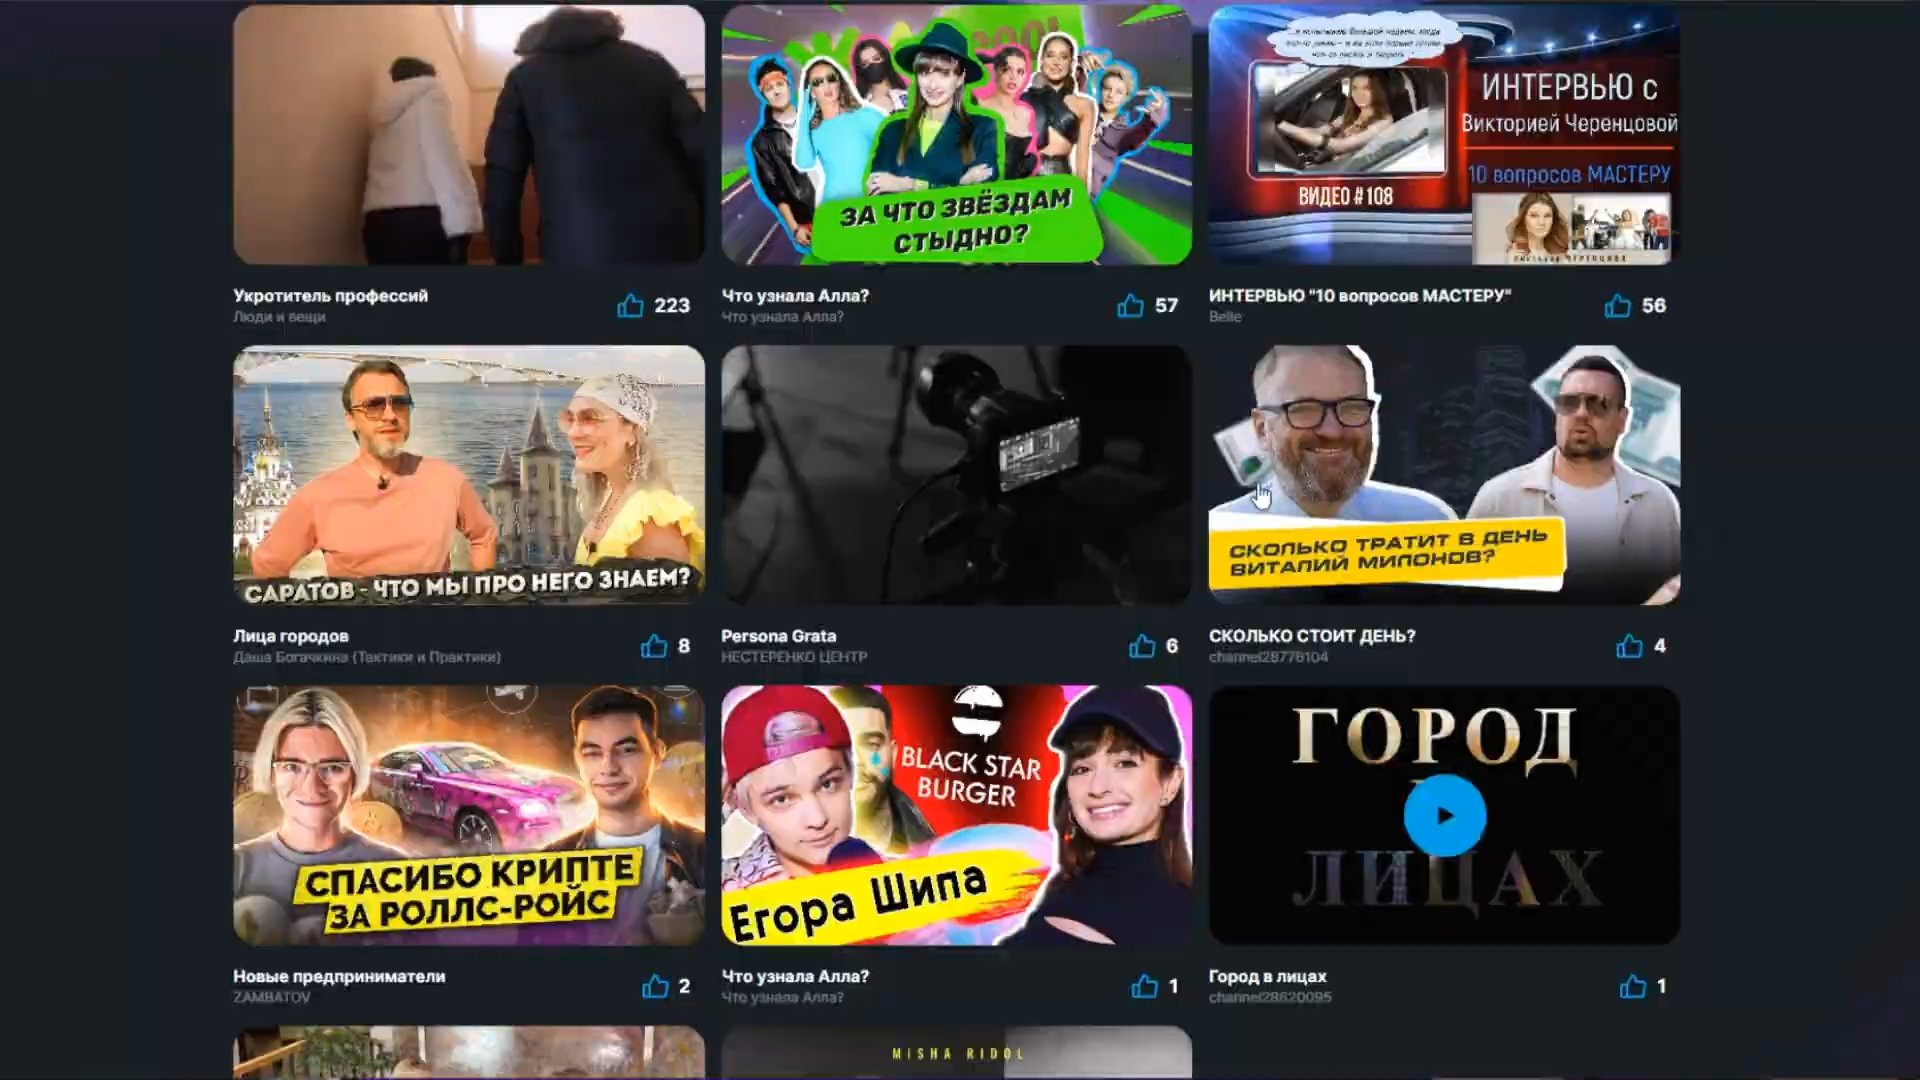 ЗА ЧТО ЗВЁЗДАМ
СТЫДНО?
ИНТЕРВЬЮ с
Викторией Черенцовой
10 вопросов МАСТЕРУ
ВИДЕО #108
Укротитель профессий
Люди и вещи
223
Что узнала Алла?
Что узнала Алла?
57
ИНТЕРВЬЮ "10 вопросов МАСТЕРУ"
Belle
56
САРАТОВ - ЧТО МЫ ПРО НЕГО ЗНАЕМ?
СКОЛЬКО ТРАТИТ В ДЕНЬ
ВИТАЛИЙ МИЛОНОВ?
Лица городов
Даша Богачкина (Тактики и Практики)
8
Persona Grata
НЕСТЕРЕНКО ЦЕНТР
6
СКОЛЬКО СТОИТ ДЕНЬ?
channel28776104
4
СПАСИБО КРИПТЕ
ЗА РОЛЛС-РОЙС
BLACK STAR
BURGER
Егора Шипа
ГОРОД
ЛИЦАХ
Новые предприниматели
ZAMBATOV
2
Что узнала Алла?
Что узнала Алла?
1
Город в лицах
channel28620095
1
MISHA RIDOL